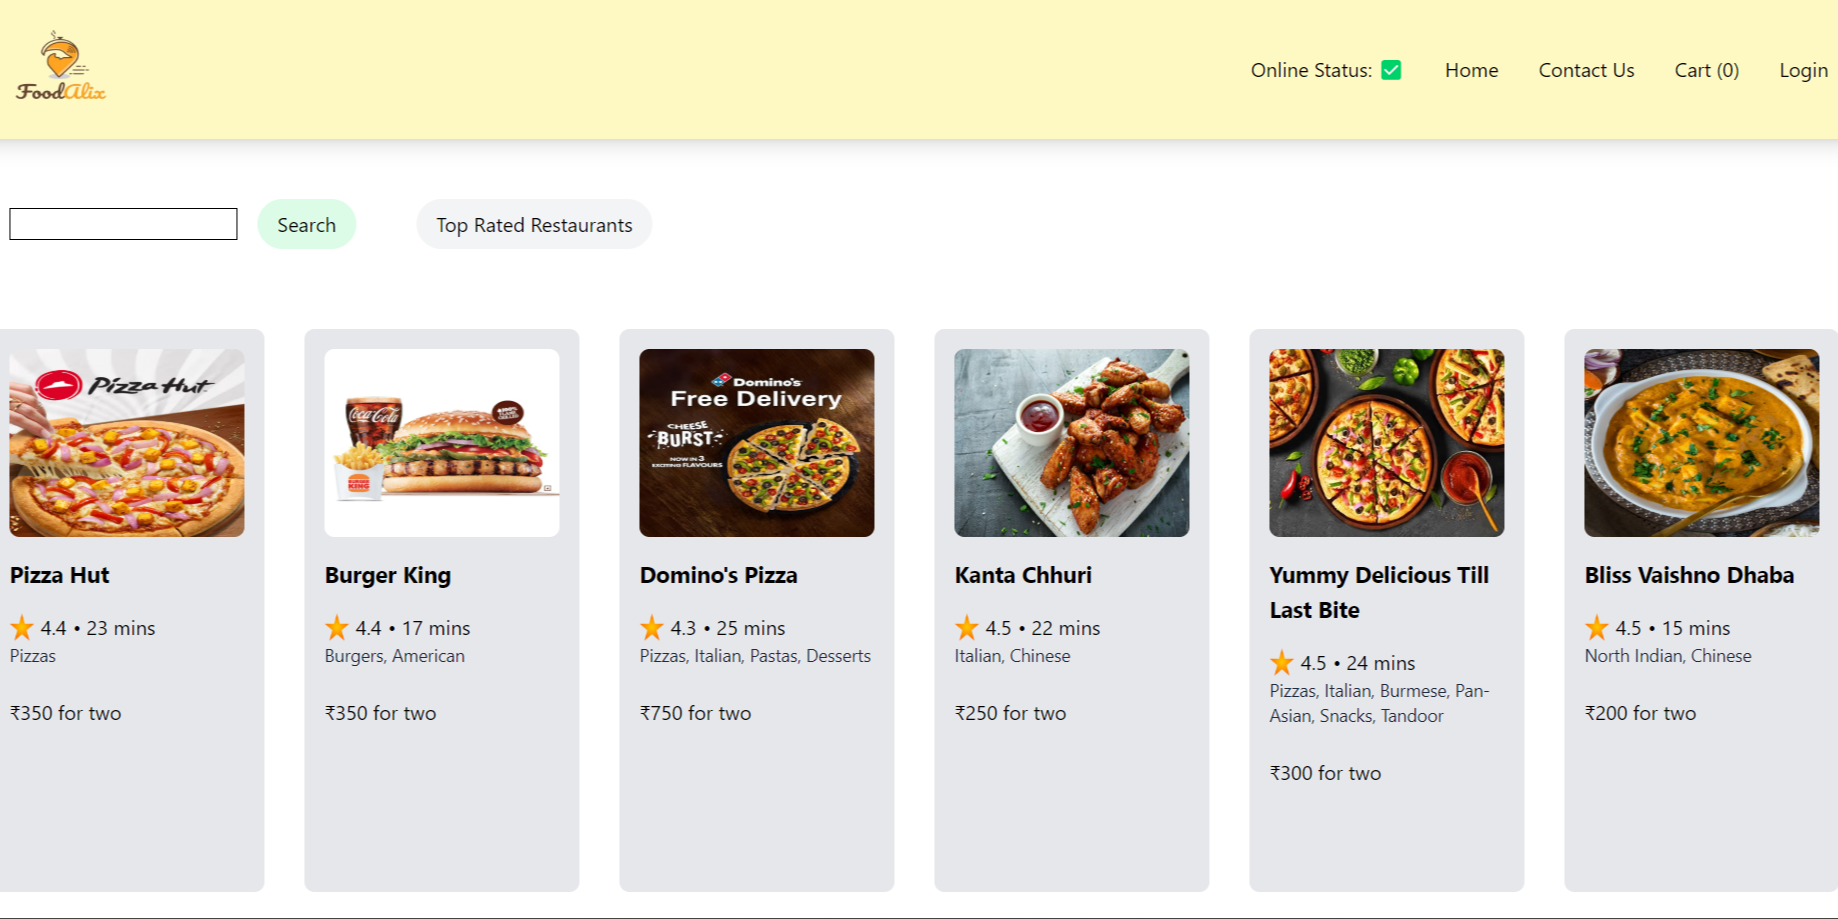 FoodAlix
Online Status: ✅ Home Contact Us Cart (0) Login
Search Top Rated Restaurants
Pizza Hut
Pizza Hut
⭐ 4.4 • 23 mins
Pizzas
₹350 for two
Coca-Cola
BURGER KING
Burger King
⭐ 4.4 • 17 mins
Burgers, American
₹350 for two
Domino's
Free Delivery
CHEESE
BURST
NOW IN 3
EXCITING FLAVOURS
Domino's Pizza
⭐ 4.3 • 25 mins
Pizzas, Italian, Pastas, Desserts
₹750 for two
Kanta Chhuri
⭐ 4.5 • 22 mins
Italian, Chinese
₹250 for two
Yummy Delicious Till
Last Bite
⭐ 4.5 • 24 mins
Pizzas, Italian, Burmese, Pan-
Asian, Snacks, Tandoor
₹300 for two
Bliss Vaishno Dhaba
⭐ 4.5 • 15 mins
North Indian, Chinese
₹200 for two